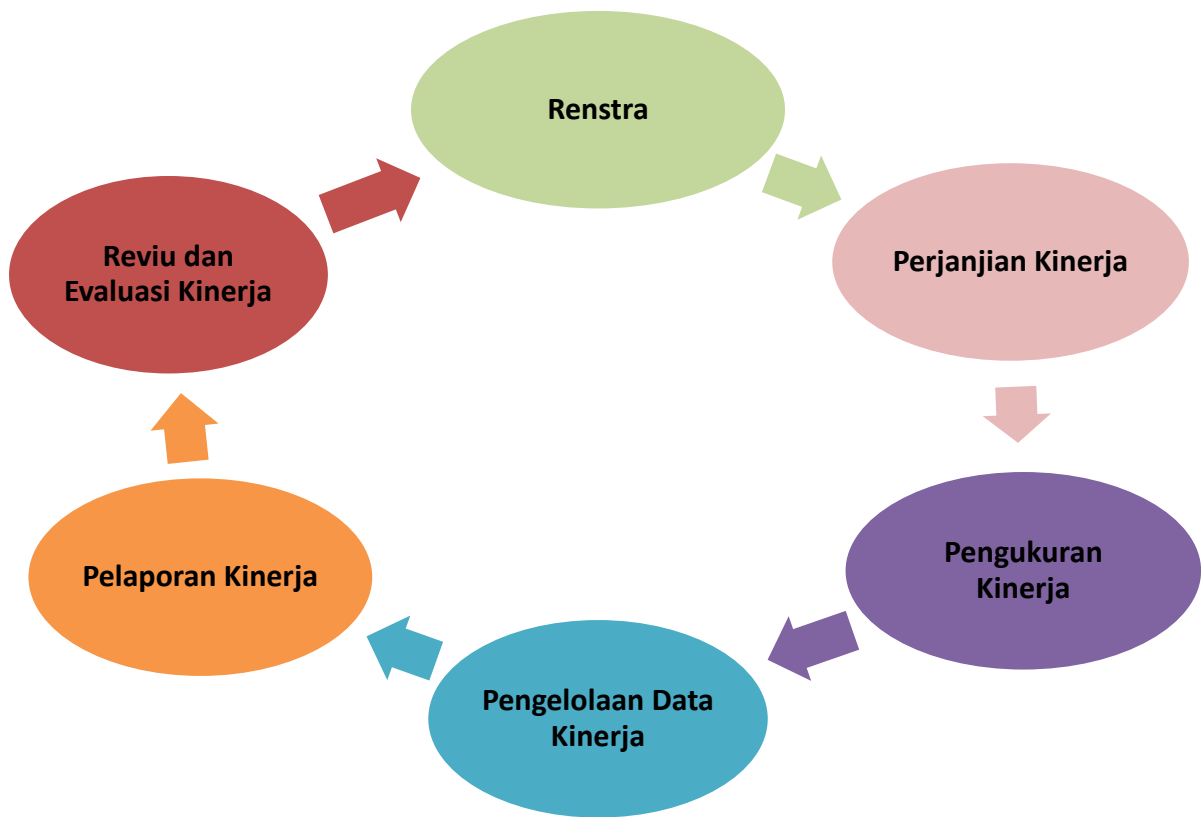 Renstra
Perjanjian Kinerja
Pengukuran
Kinerja
Pengelolaan Data
Kinerja
Pelaporan Kinerja
Reviu dan
Evaluasi Kinerja